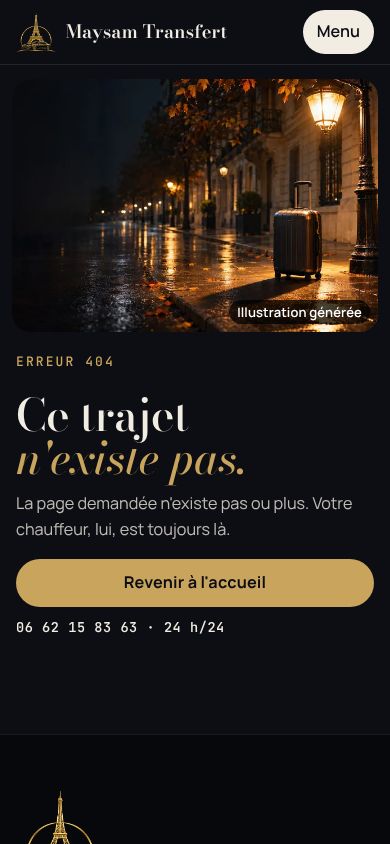 Maysam Transfert
Menu
Illustration générée
ERREUR 404
Ce trajet
n'existe pas.
La page demandée n'existe pas ou plus. Votre
chauffeur, lui, est toujours là.
Revenir à l'accueil
06 62 15 83 63 · 24 h/24